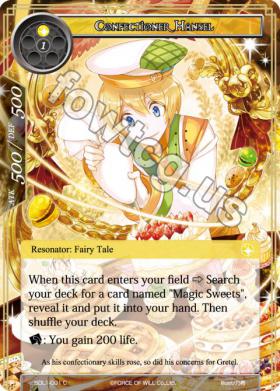 Confectioner Hansel
1
ATK 500 / DEF 500
fowtcg.us
Resonator: Fairy Tale
When this card enters your field ⇨ Search
your deck for a card named "Magic Sweets",
reveal it and put it into your hand. Then
shuffle your deck.
: You gain 200 life.
As his confectionery skills rose, so did his concerns for Gretel.
©FORCE OF WILL Co.,Ltd.